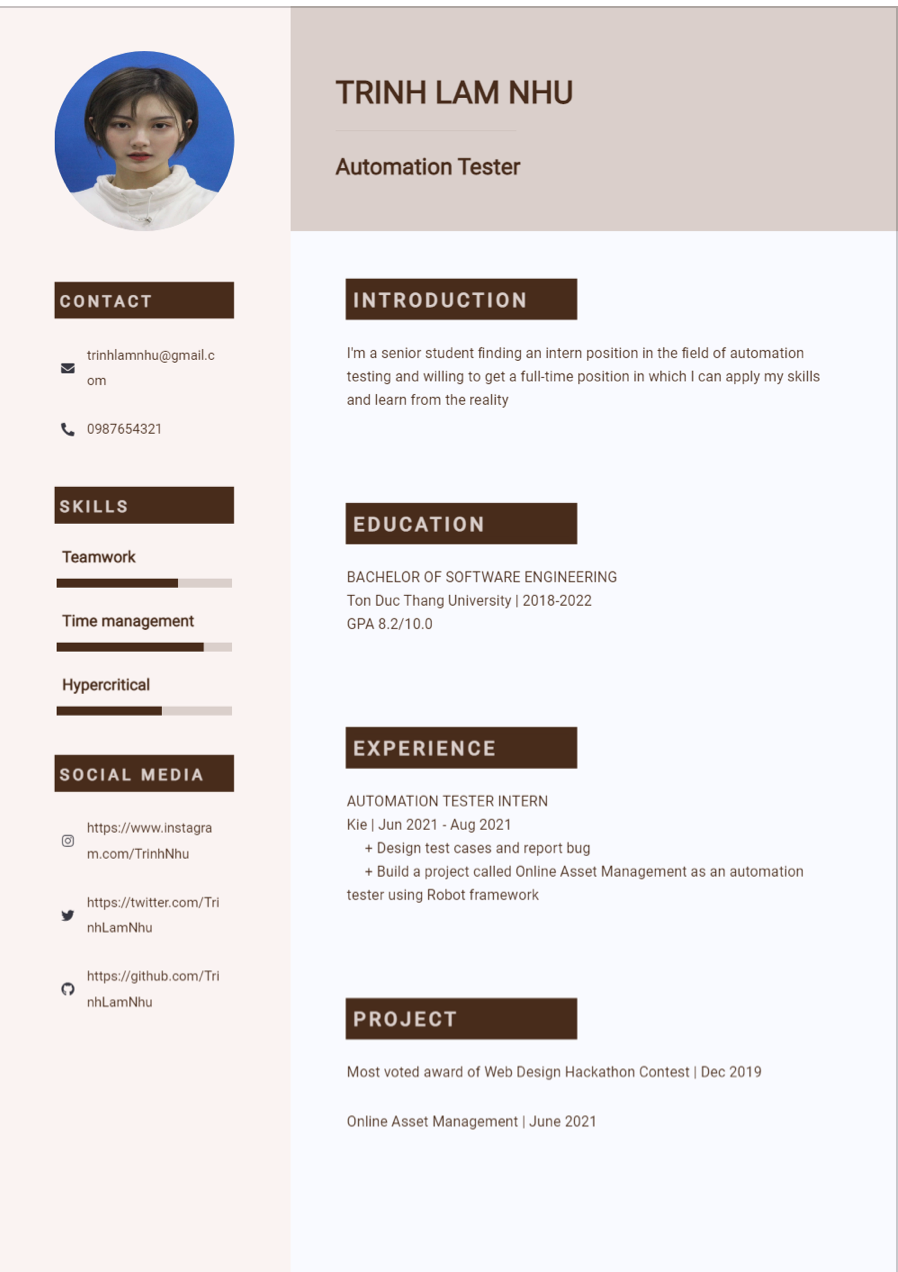 TRINH LAM NHU
Automation Tester
CONTACT
trinhlamnhu@gmail.c
om
0987654321
SKILLS
Teamwork
Time management
Hypercritical
SOCIAL MEDIA
https://www.instagra
m.com/TrinhNhu
https://twitter.com/Tri
nhLamNhu
https://github.com/Tri
nhLamNhu
INTRODUCTION
I'm a senior student finding an intern position in the field of automation
testing and willing to get a full-time position in which I can apply my skills
and learn from the reality
EDUCATION
BACHELOR OF SOFTWARE ENGINEERING
Ton Duc Thang University | 2018-2022
GPA 8.2/10.0
EXPERIENCE
AUTOMATION TESTER INTERN
Kie | Jun 2021 - Aug 2021
+ Design test cases and report bug
+ Build a project called Online Asset Management as an automation
tester using Robot framework
PROJECT
Most voted award of Web Design Hackathon Contest | Dec 2019
Online Asset Management | June 2021